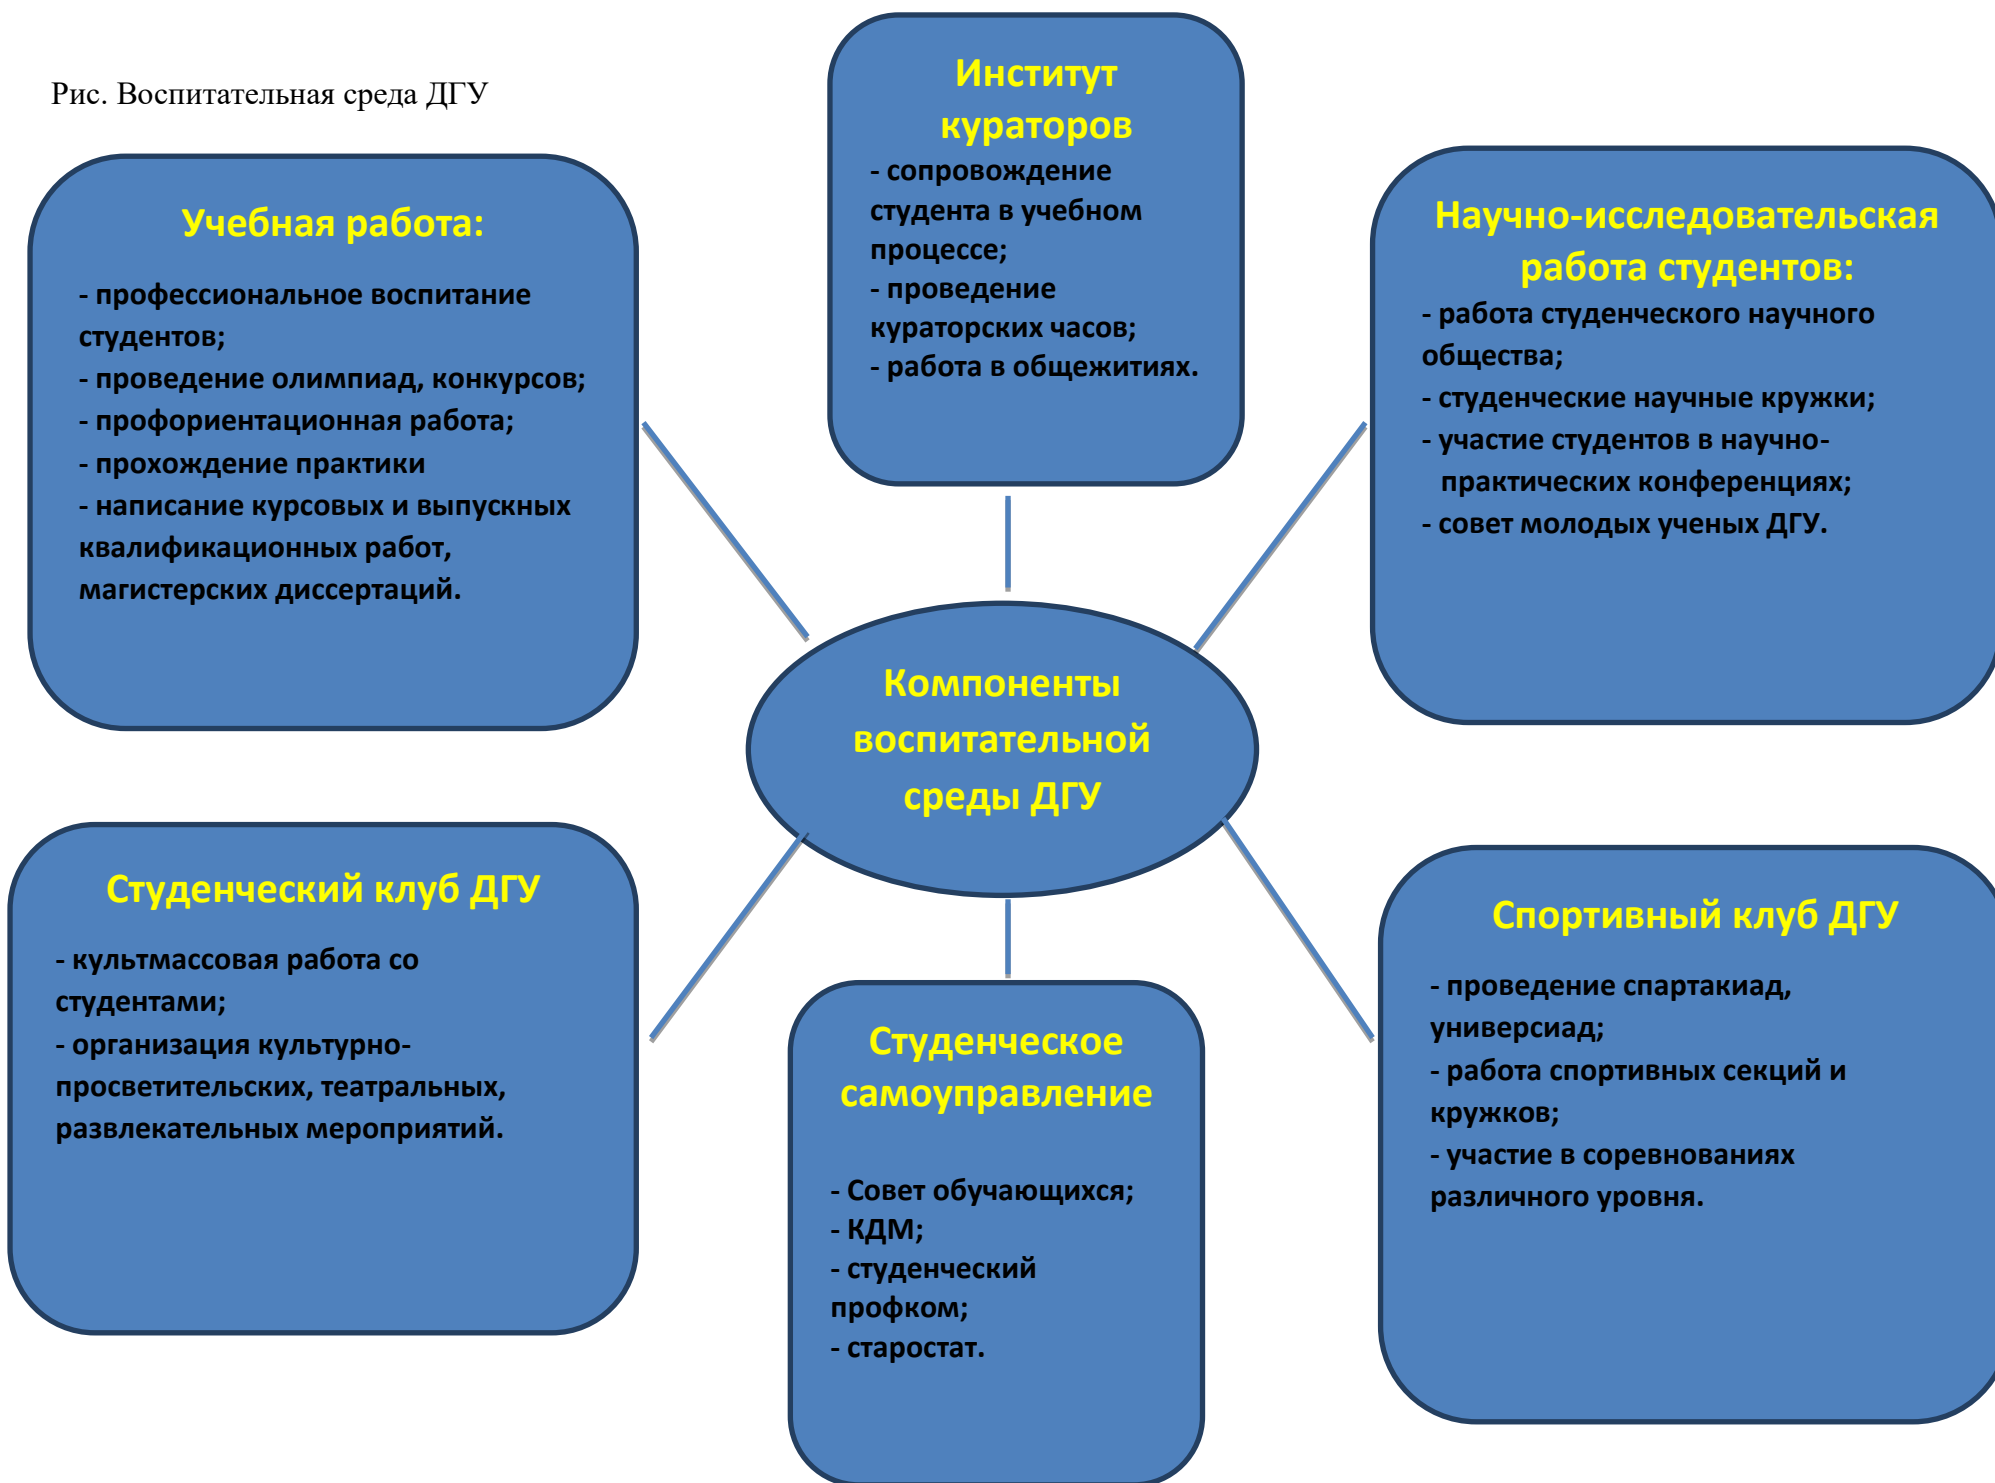 Рис. Воспитательная среда ДГУ
Институт
кураторов
- сопровождение
студента в учебном
процессе;
- проведение
кураторских часов;
- работа в общежитиях.
Учебная работа:
- профессиональное воспитание
студентов;
- проведение олимпиад, конкурсов;
- профориентационная работа;
- прохождение практики
- написание курсовых и выпускных
квалификационных работ,
магистерских диссертаций.
Научно-исследовательская
работа студентов:
- работа студенческого научного
общества;
- студенческие научные кружки;
- участие студентов в научно-
практических конференциях;
- совет молодых ученых ДГУ.
Компоненты
воспитательной
среды ДГУ
Студенческий клуб ДГУ
- культмассовая работа со
студентами;
- организация культурно-
просветительских, театральных,
развлекательных мероприятий.
Студенческое
самоуправление
- Совет обучающихся;
- КДМ;
- студенческий
профком;
- старостат.
Спортивный клуб ДГУ
- проведение спартакиад,
универсиад;
- работа спортивных секций и
кружков;
- участие в соревнованиях
различного уровня.